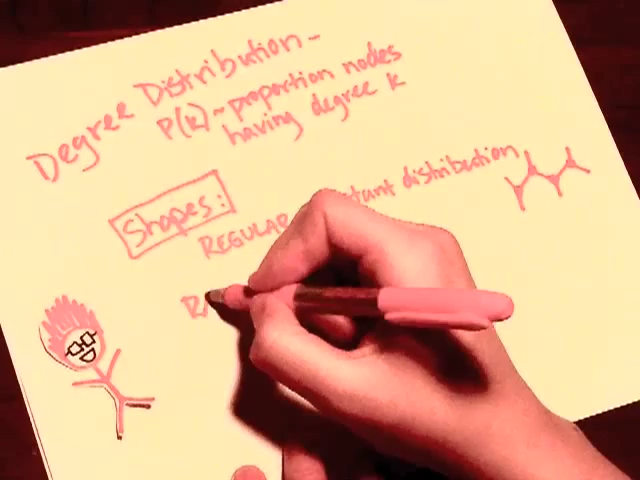 Degree Distribution-
P(k) ~ proportion nodes
having degree k
Shapes:
REGULAR distribution